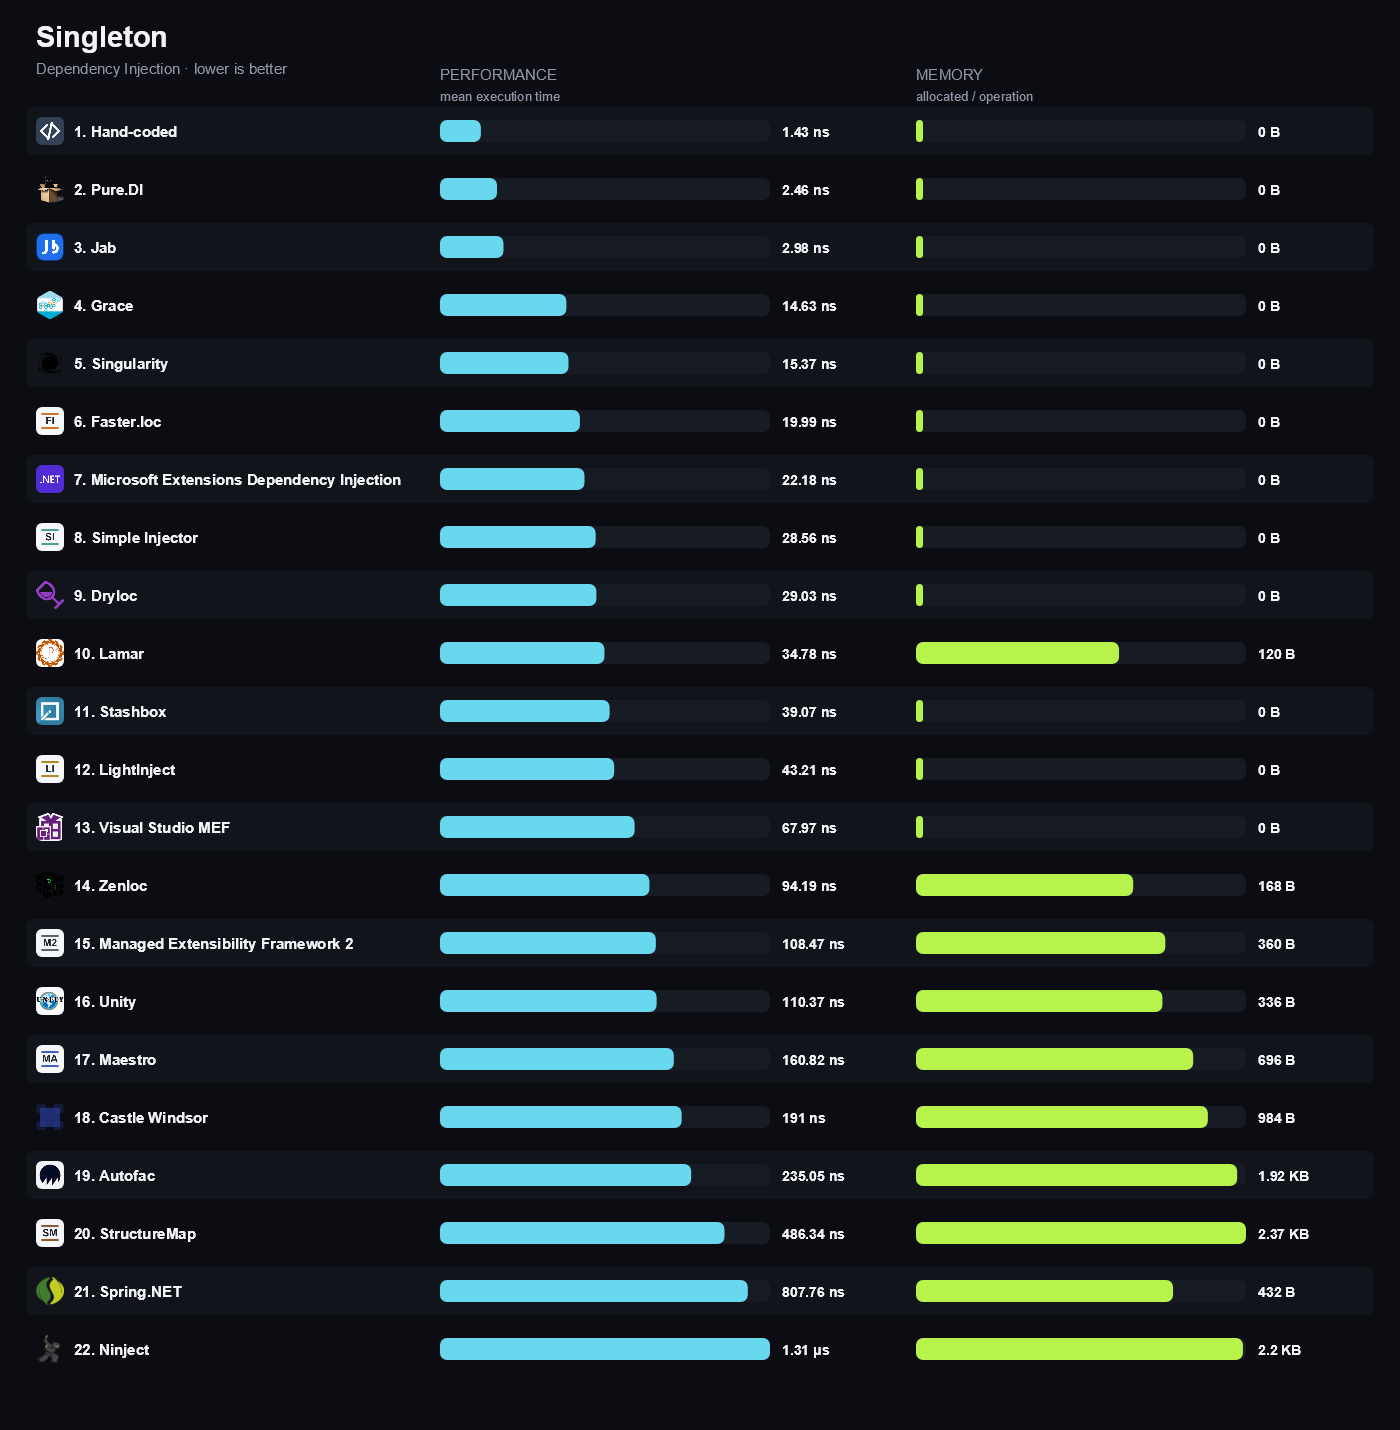 Singleton
Dependency Injection · lower is better
PERFORMANCE
mean execution time
MEMORY
allocated / operation
1. Hand-coded 1.43 ns 0 B
2. Pure.DI 2.46 ns 0 B
Jb 3. Jab 2.98 ns 0 B
4. Grace 14.63 ns 0 B
5. Singularity 15.37 ns 0 B
FI 6. Faster.Ioc 19.99 ns 0 B
.NET 7. Microsoft Extensions Dependency Injection 22.18 ns 0 B
SI 8. Simple Injector 28.56 ns 0 B
9. DryIoc 29.03 ns 0 B
10. Lamar 34.78 ns 120 B
11. Stashbox 39.07 ns 0 B
LI 12. LightInject 43.21 ns 0 B
13. Visual Studio MEF 67.97 ns 0 B
14. ZenIoc 94.19 ns 168 B
M2 15. Managed Extensibility Framework 2 108.47 ns 360 B
UNITY 16. Unity 110.37 ns 336 B
MA 17. Maestro 160.82 ns 696 B
18. Castle Windsor 191 ns 984 B
19. Autofac 235.05 ns 1.92 KB
SM 20. StructureMap 486.34 ns 2.37 KB
21. Spring.NET 807.76 ns 432 B
22. Ninject 1.31 µs 2.2 KB